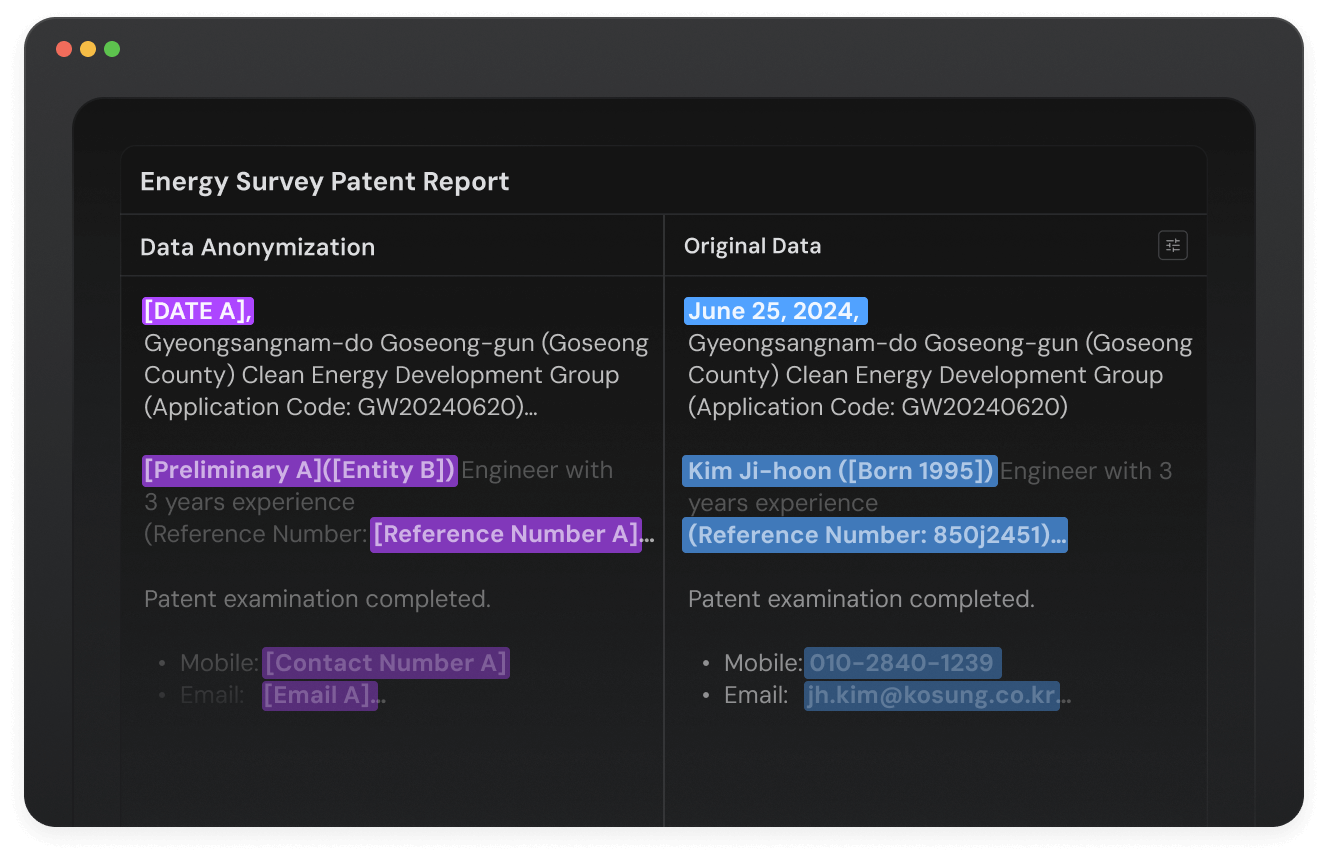 Energy Survey Patent Report
Data Anonymization
[DATE A],
Gyeongsangnam-do Goseong-gun (Goseong
County) Clean Energy Development Group
(Application Code: GW20240620)...
[Preliminary A]([Entity B]) Engineer with
3 years experience
(Reference Number: [Reference Number A]...
Patent examination completed.
• Mobile: [Contact Number A]
• Email: [Email A]...
Original Data
June 25, 2024,
Gyeongsangnam-do Goseong-gun (Goseong
County) Clean Energy Development Group
(Application Code: GW20240620)
Kim Ji-hoon ([Born 1995]) Engineer with 3
years experience
(Reference Number: 850j2451)...
Patent examination completed.
• Mobile: 010-2840-1239
• Email: jh.kim@kosung.co.kr...